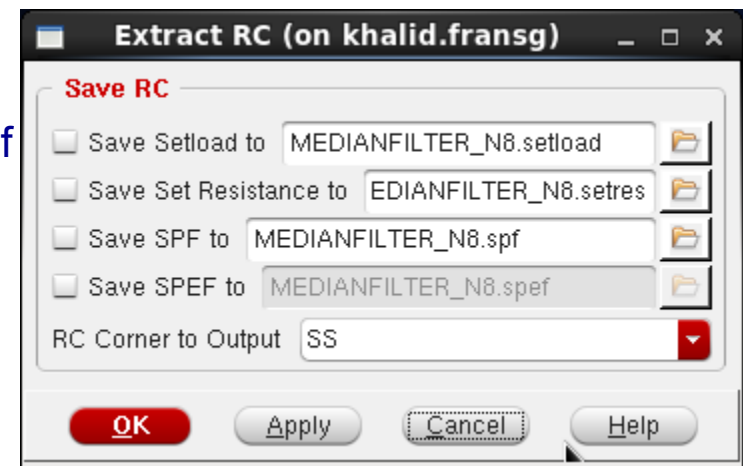 Extract RC (on khalid.fransg)
Save RC
f
Save Setload to MEDIANFILTER_N8.setload
Save Set Resistance to EDIANFILTER_N8.setres
Save SPF to MEDIANFILTER_N8.spf
Save SPEF to MEDIANFILTER_N8.spef
RC Corner to Output SS
OK Apply Cancel Help